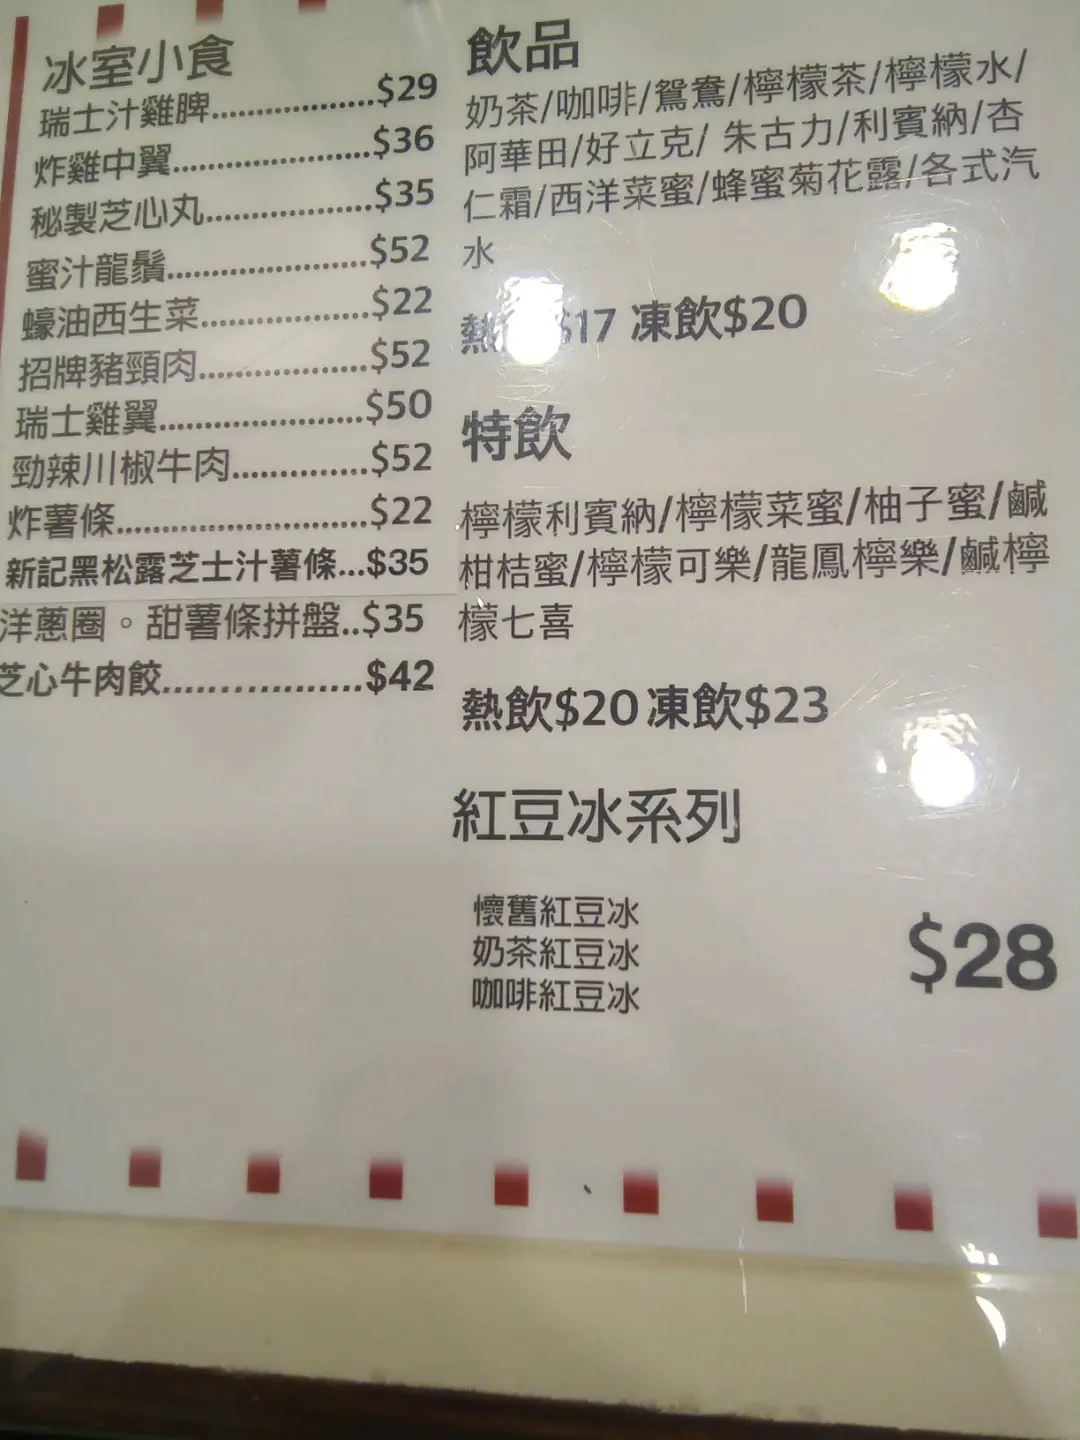 冰室小食
瑞士汁雞髀................$29
炸雞中翼..................$36
秘製芝心丸...............$35
蜜汁龍鬚..................$52
蠔油西生菜...............$22
招牌豬頸肉...............$52
瑞士雞翼..................$50
勁辣川椒牛肉............$52
炸薯條.....................$22
新記黑松露芝士汁薯條...$35
洋蔥圈。甜薯條拼盤..$35
芝心牛肉餃................$42
飲品
奶茶/咖啡/鴛鴦/檸檬茶/檸檬水/
阿華田/好立克/ 朱古力/利賓納/杏
仁霜/西洋菜蜜/蜂蜜菊花露/各式汽
水
熱 $17 凍飲$20
特飲
檸檬利賓納/檸檬菜蜜/柚子蜜/鹹
柑桔蜜/檸檬可樂/龍鳳檸樂/鹹檸
檬七喜
熱飲$20 凍飲$23
紅豆冰系列
懷舊紅豆冰
奶茶紅豆冰
咖啡紅豆冰
$28